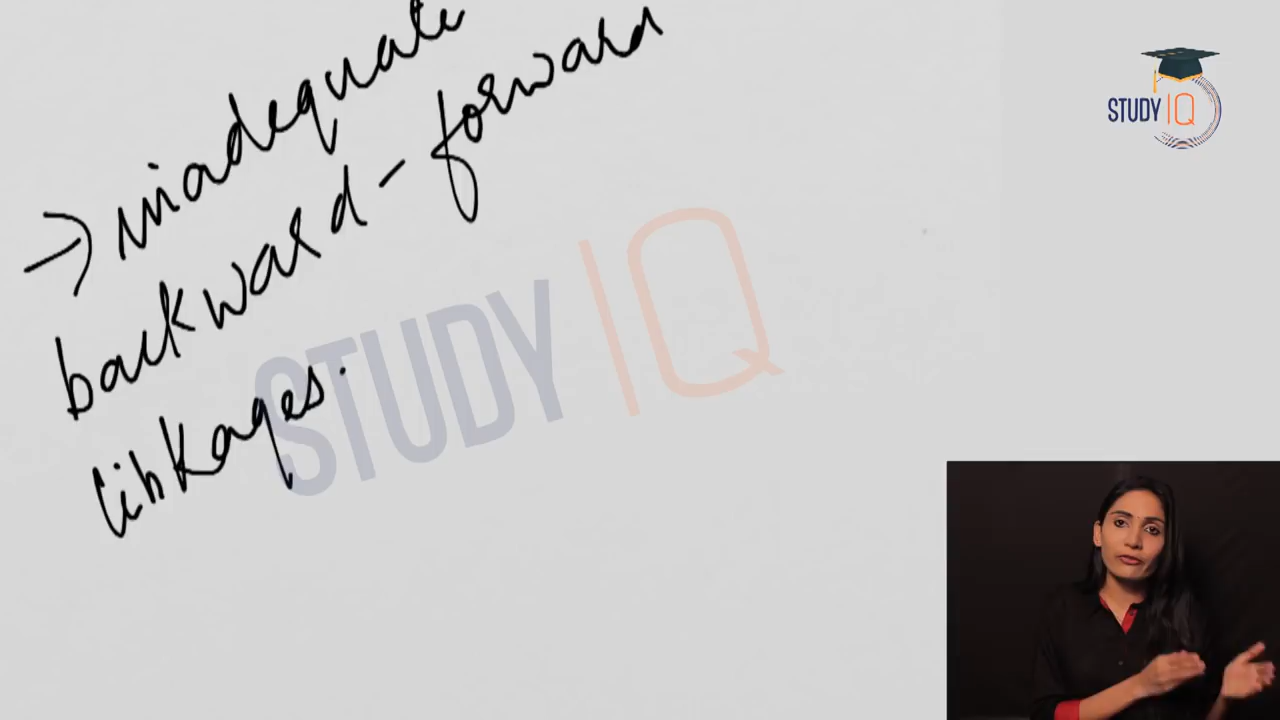 → inadequate
backward - forward
linkages.
STUDY IQ
STUDY IQ